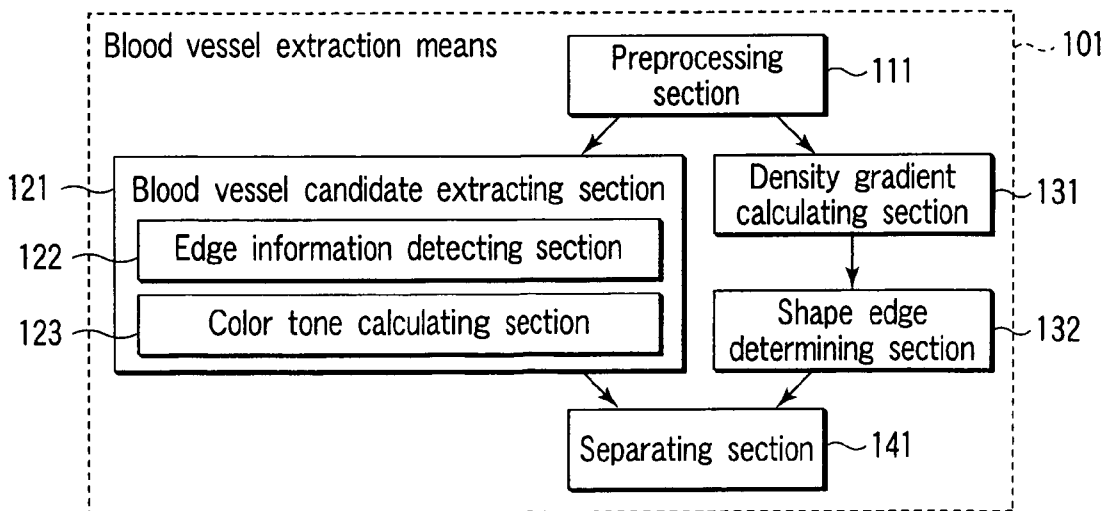 Blood vessel extraction means
101
Preprocessing
section
111
121
Blood vessel candidate extracting section
122
Edge information detecting section
123
Color tone calculating section
Density gradient
calculating section
131
Shape edge
determining section
132
Separating section
141